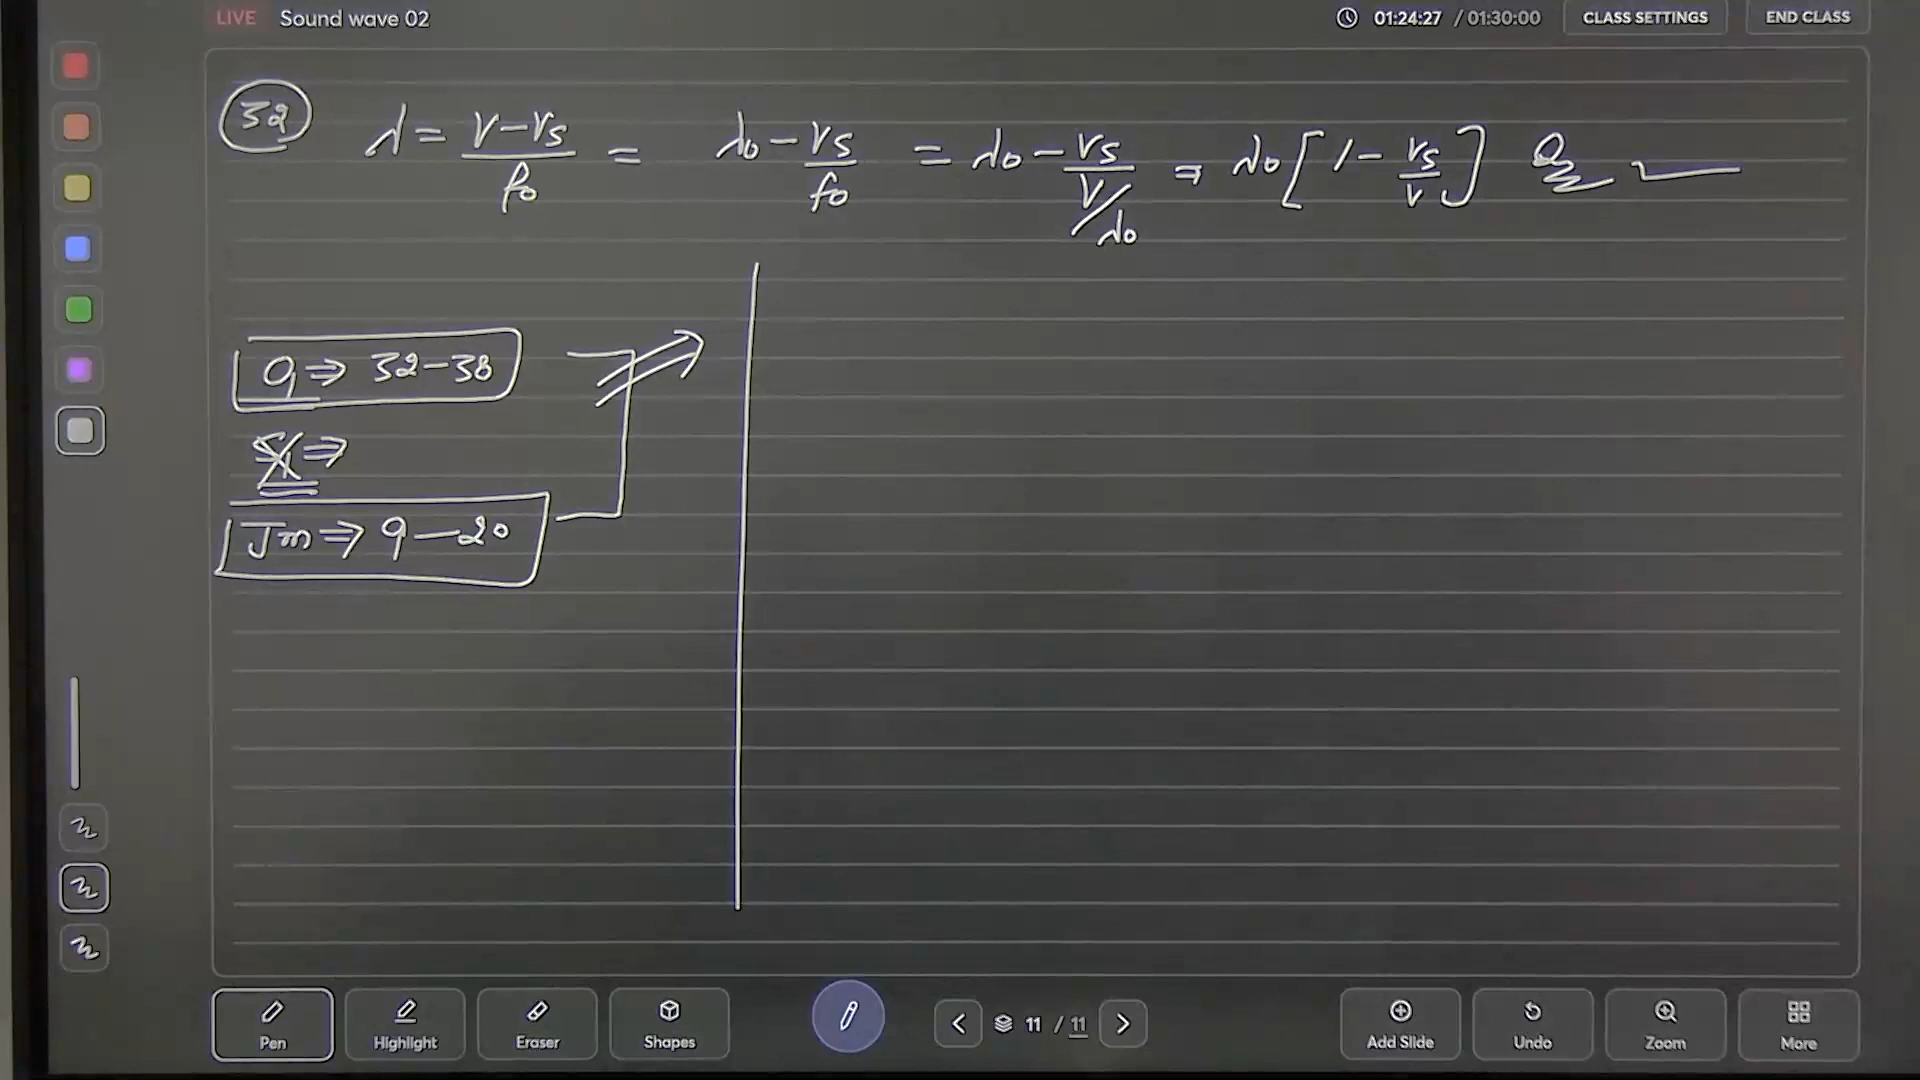 LIVE Sound wave 02 01:24:27 / 01:30:00 CLASS SETTINGS END CLASS
32 λ = V-Vs/f0 = λ0 - Vs/f0 = λ0 - Vs/V/λ0 = λ0 [1 - Vs/V]
O ⇒ 32-38
⇒
Jm ⇒ 9-20
Pen Highlight Eraser Shapes 11 / 11 Add Slide Undo Zoom More